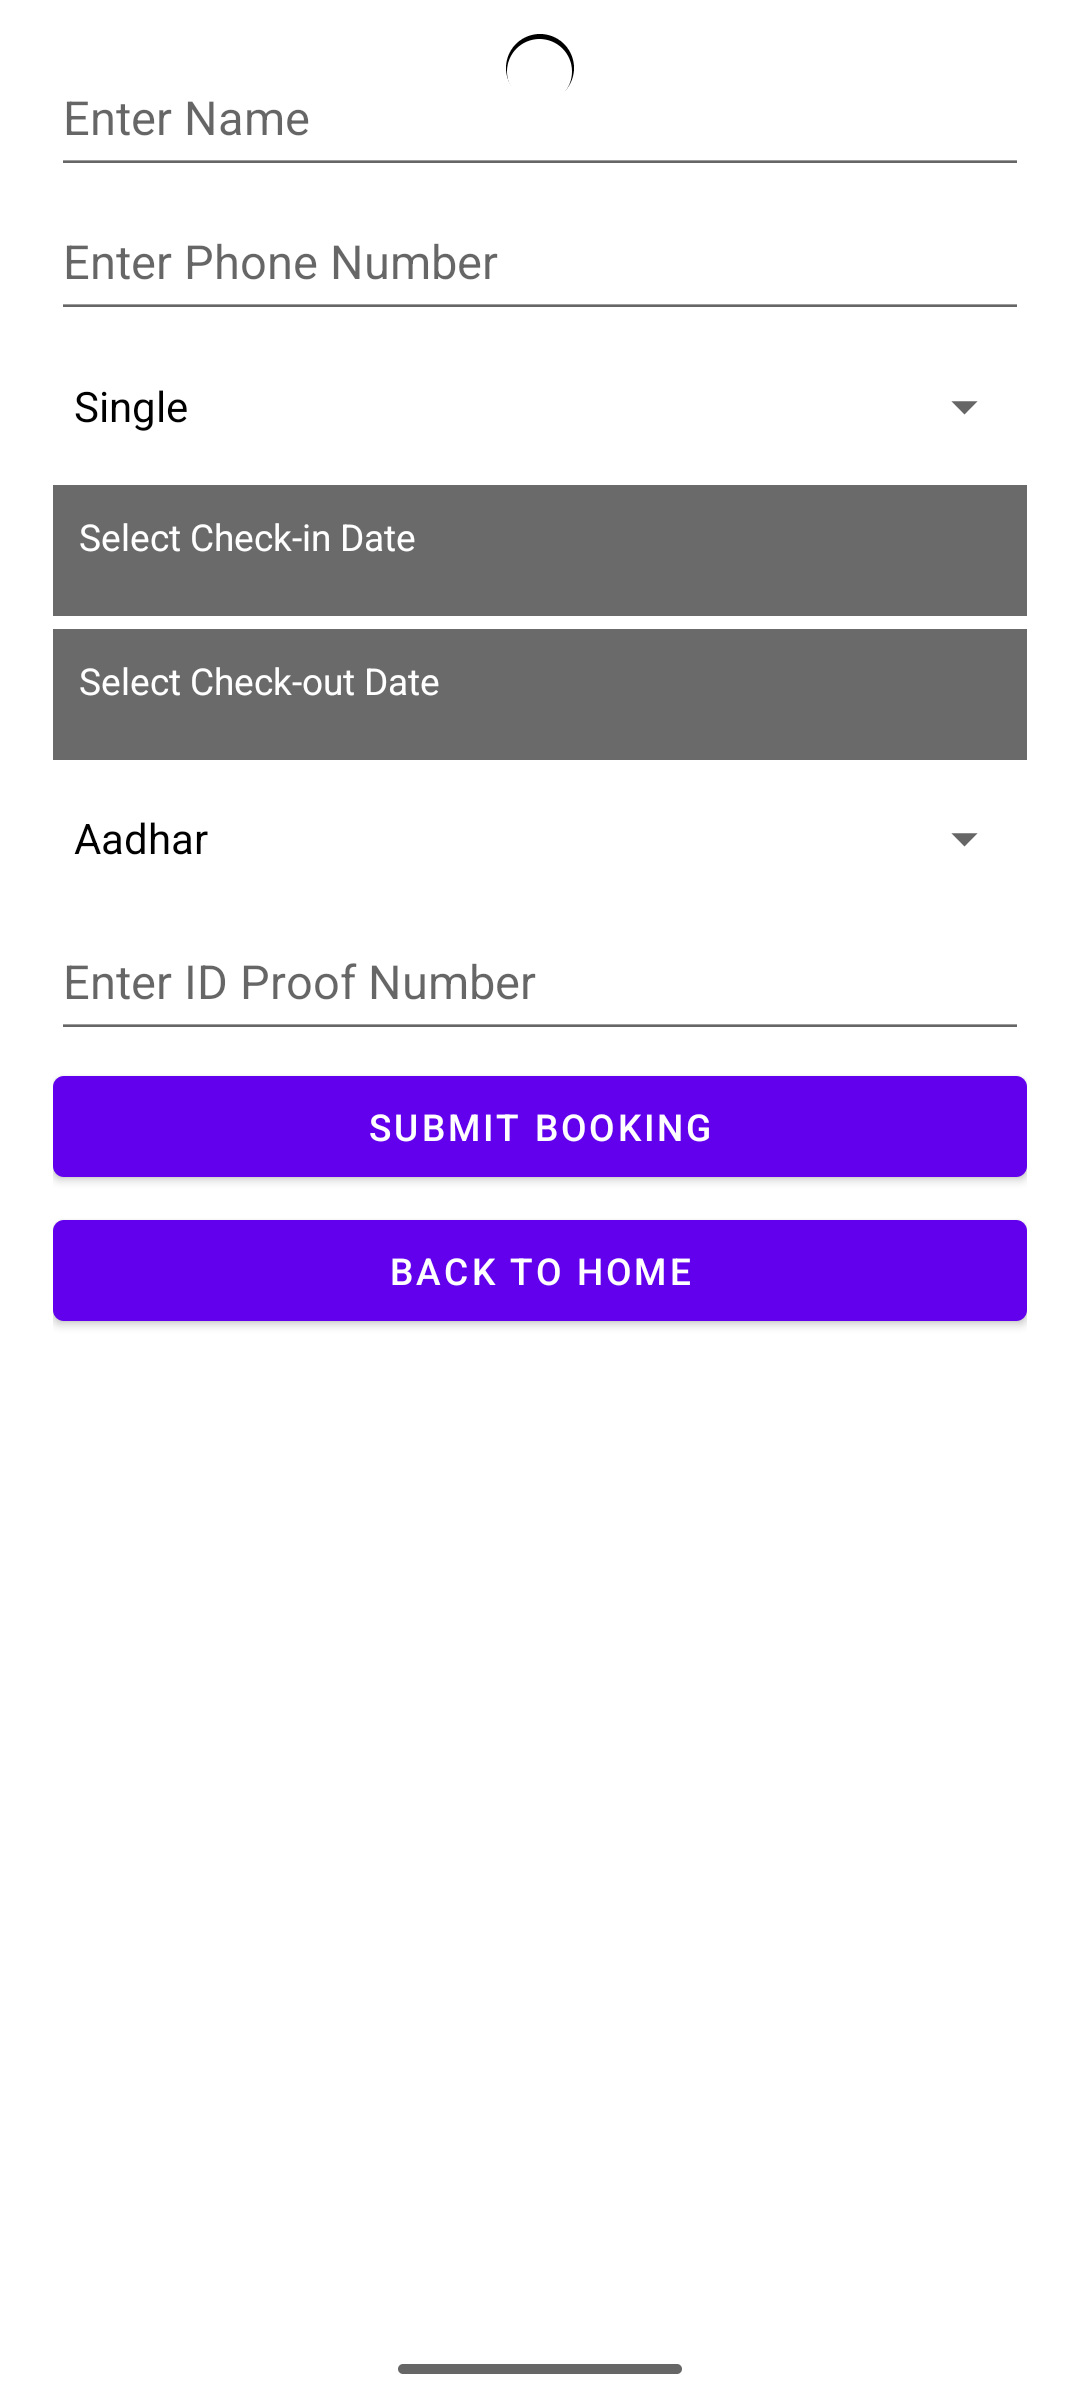 Enter Name
Enter Phone Number
Single
Select Check-in Date
Select Check-out Date
Aadhar
Enter ID Proof Number
SUBMIT BOOKING
BACK TO HOME